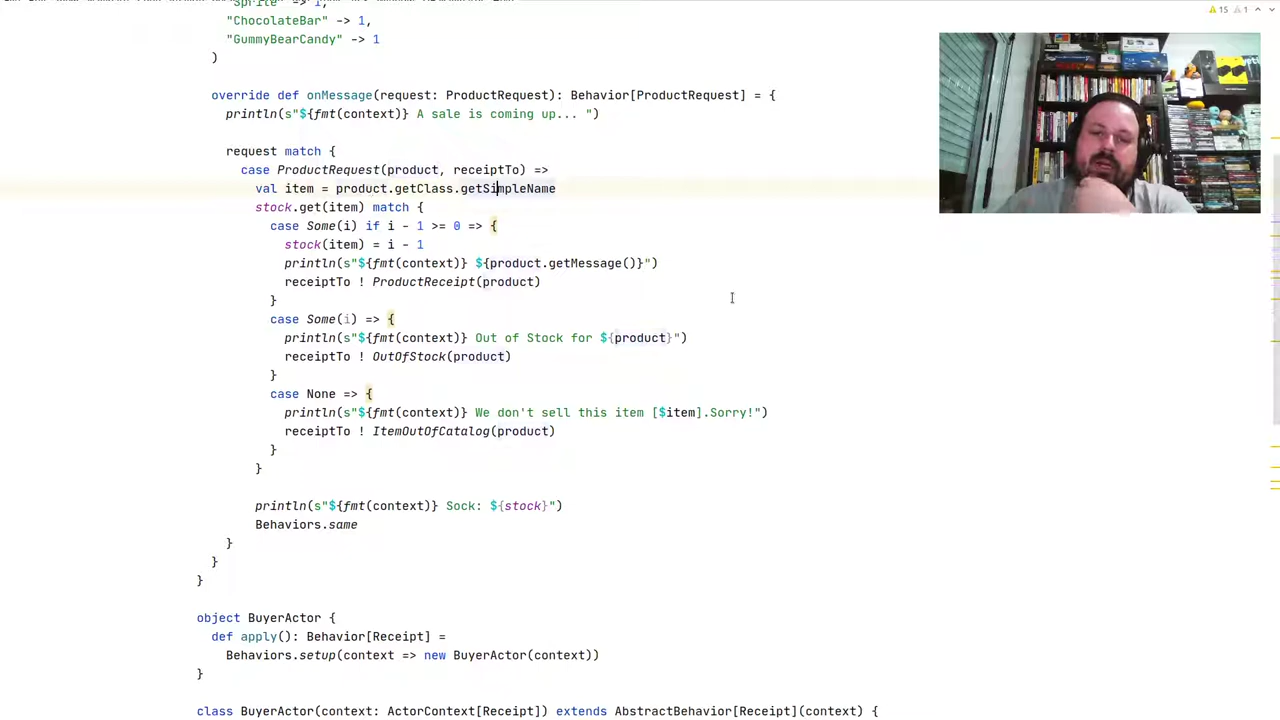 "Sprite" -> 1,
"ChocolateBar" -> 1,
"GummyBearCandy" -> 1
)
override def onMessage(request: ProductRequest): Behavior[ProductRequest] = {
println(s"${fmt(context)} A sale is coming up... ")
request match {
case ProductRequest(product, receiptTo) =>
val item = product.getClass.getSimpleName
stock.get(item) match {
case Some(i) if i - 1 >= 0 => {
stock(item) = i - 1
println(s"${fmt(context)} ${product.getMessage()}")
receiptTo ! ProductReceipt(product)
}
case Some(i) => {
println(s"${fmt(context)} Out of Stock for ${product}")
receiptTo ! OutOfStock(product)
}
case None => {
println(s"${fmt(context)} We don't sell this item [$item].Sorry!")
receiptTo ! ItemOutOfCatalog(product)
}
}
println(s"${fmt(context)} Sock: ${stock}")
Behaviors.same
}
}
}
object BuyerActor {
def apply(): Behavior[Receipt] =
Behaviors.setup(context => new BuyerActor(context))
}
class BuyerActor(context: ActorContext[Receipt]) extends AbstractBehavior[Receipt](context) {
15 1